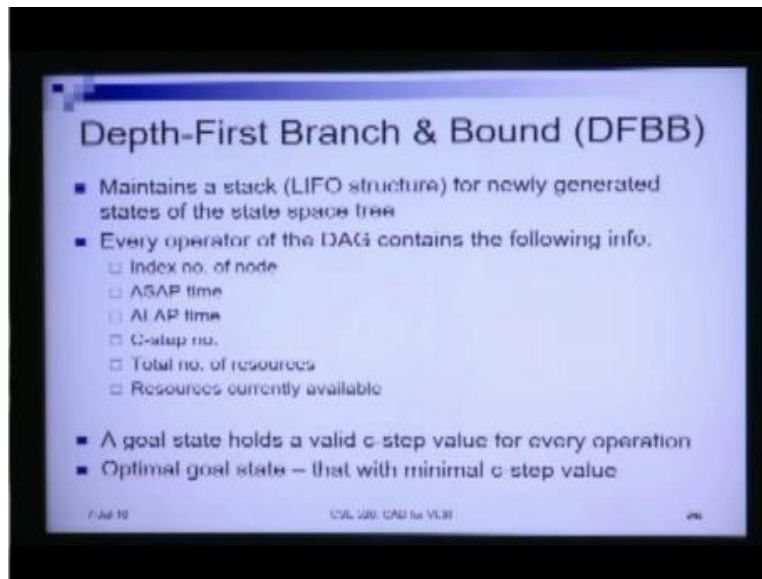 Depth-First Branch & Bound (DFBB)
Maintains a stack (LIFO structure) for newly generated
states of the state space tree
Every operator of the DAG contains the following info.
Index no. of node
ASAP time
ALAP time
C-step no.
Total no. of resources
Resources currently available
A goal state holds a valid c-step value for every operation
Optimal goal state – that with minimal c-step value
CAD for VLSI